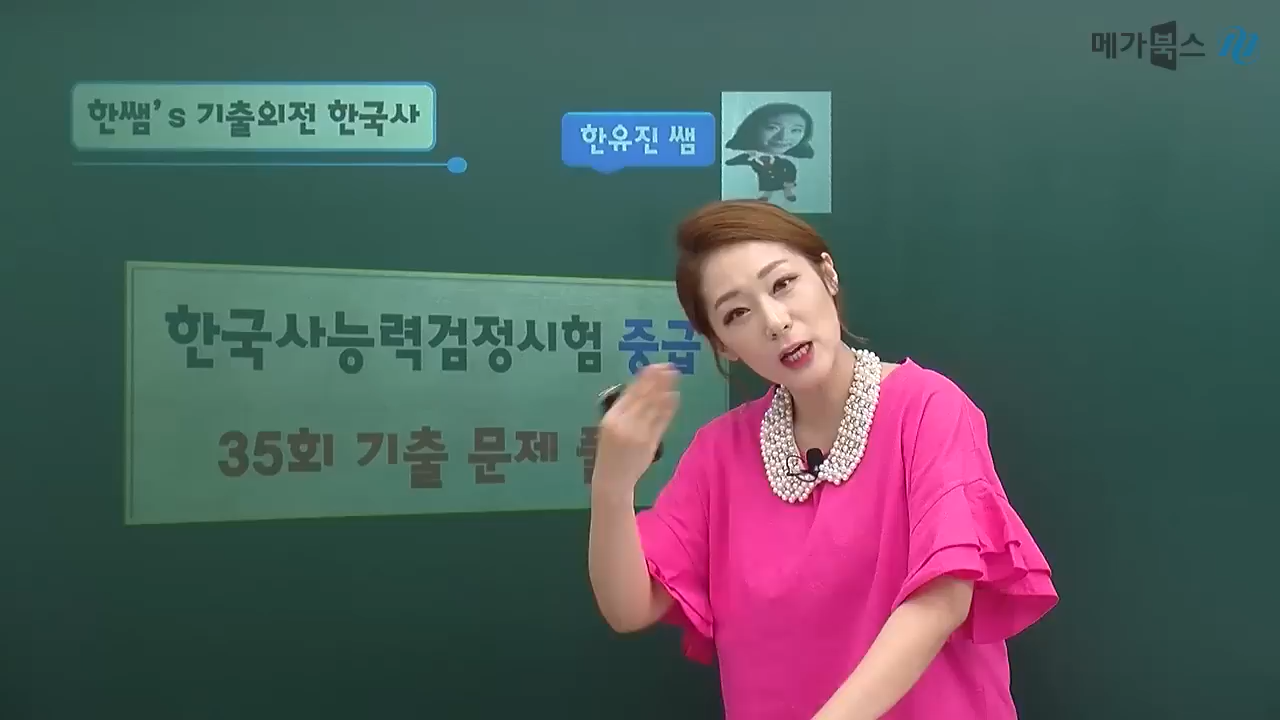 메가북스
한쌤's 기출외전 한국사
한유진 쌤
한국사능력검정시험 중급
35회 기출 문제